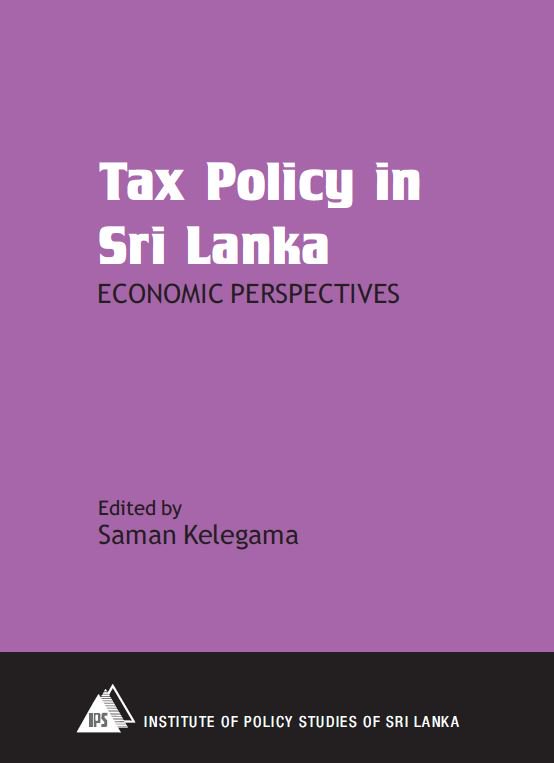 Tax Policy in
Sri Lanka
ECONOMIC PERSPECTIVES
Edited by
Saman Kelegama
IPS
INSTITUTE OF POLICY STUDIES OF SRI LANKA